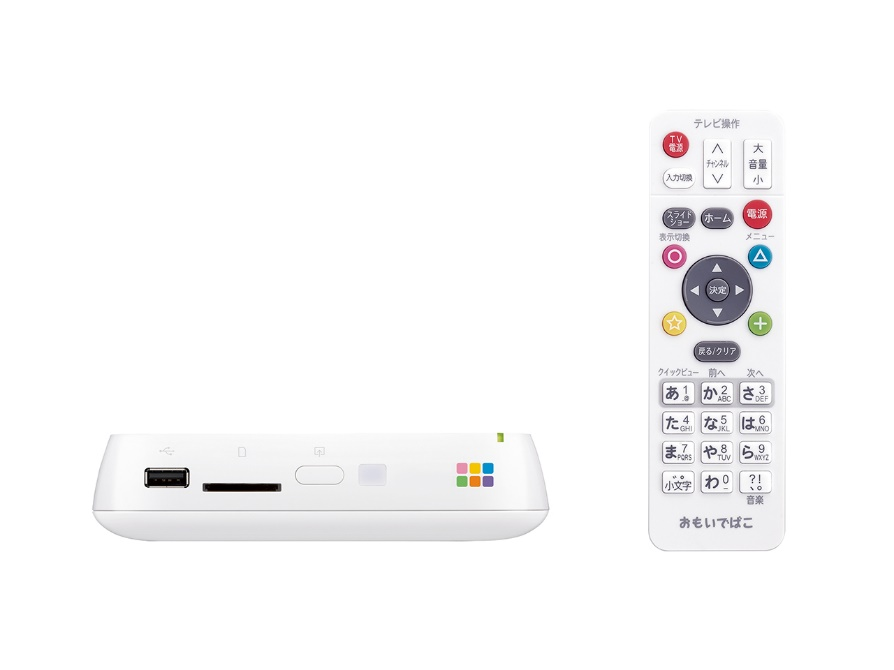 テレビ操作
TV
電源
チャンネル
大
音量
小
入力切換
スライド
ショー
ホーム
電源
表示切換
メニュー
決定
戻る/クリア
クイックビュー 前へ 次へ
あ 1 .@
か 2 ABC
さ 3 DEF
た 4 GHI
な 5 JKL
は 6 MNO
ま 7 PQRS
や 8 TUV
ら 9 WXYZ
小文字
わ 0 _
?! 、。
音楽
おもいでばこ